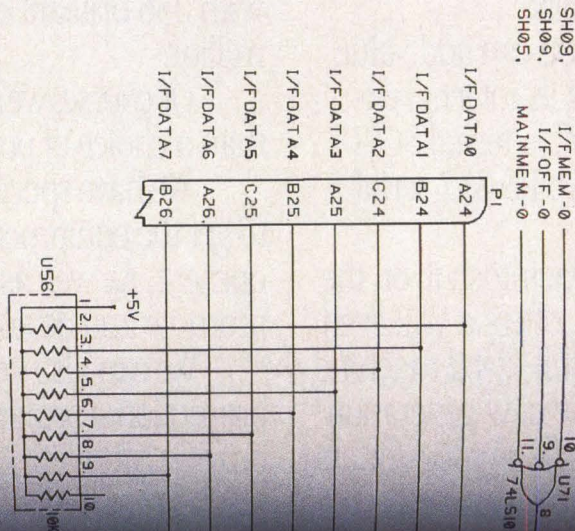 SH09, I/FMEM-0
SH09, I/FOFF-0
SH05, MAINMEM-0
10
9.
11.
8
U71
74LS10
P1
I/FDATA0 A24
I/FDATA1 B24
I/FDATA2 C24
I/FDATA3 A25
I/FDATA4 B25
I/FDATA5 C25
I/FDATA6 A26
I/FDATA7 B26
+5V
U56
1. 2. 3. 4. 5. 6. 7. 8. 9. 10.